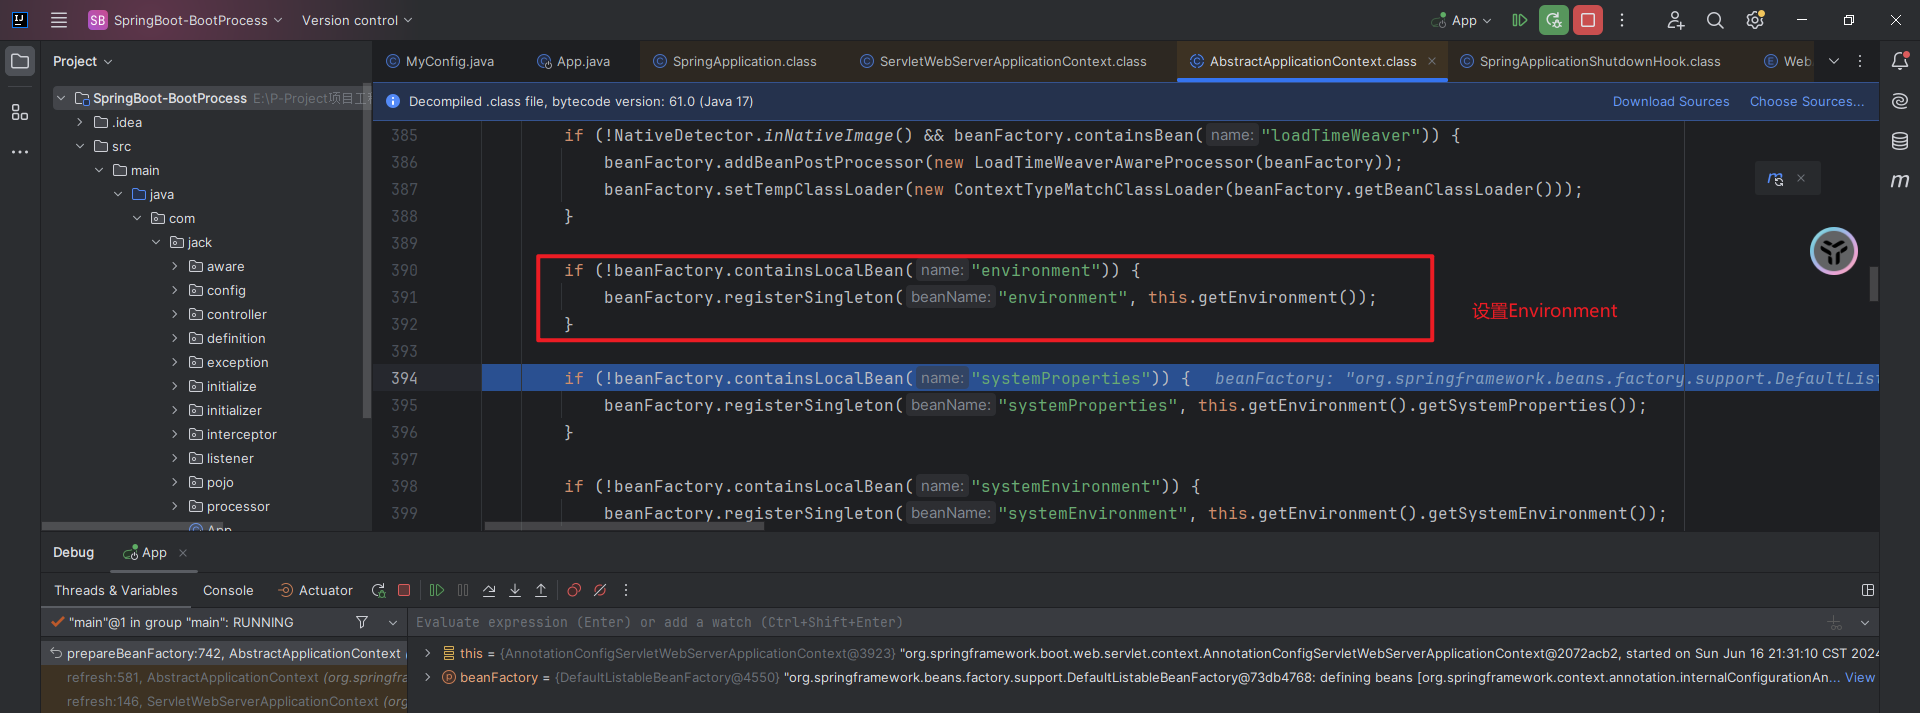 SB SpringBoot-BootProcess Version control App
Project
MyConfig.java App.java SpringApplication.class ServletWebServerApplicationContext.class AbstractApplicationContext.class SpringApplicationShutdownHook.class Web
SpringBoot-BootProcess E:\P-Project项目工程
Decompiled .class file, bytecode version: 61.0 (Java 17) Download Sources Choose Sources...
.idea
src
main
java
com
jack
aware
config
controller
definition
exception
initialize
initializer
interceptor
listener
pojo
processor
App
385 if (!NativeDetector.inNativeImage() && beanFactory.containsBean( name: "loadTimeWeaver")) {
386 beanFactory.addBeanPostProcessor(new LoadTimeWeaverAwareProcessor(beanFactory));
387 beanFactory.setTempClassLoader(new ContextTypeMatchClassLoader(beanFactory.getBeanClassLoader()));
388 }
389
390 if (!beanFactory.containsLocalBean( name: "environment")) {
391 beanFactory.registerSingleton( beanName: "environment", this.getEnvironment());
392 }
设置Environment
393
394 if (!beanFactory.containsLocalBean( name: "systemProperties")) { beanFactory: "org.springframework.beans.factory.support.DefaultList
395 beanFactory.registerSingleton( beanName: "systemProperties", this.getEnvironment().getSystemProperties());
396 }
397
398 if (!beanFactory.containsLocalBean( name: "systemEnvironment")) {
399 beanFactory.registerSingleton( beanName: "systemEnvironment", this.getEnvironment().getSystemEnvironment());
Debug App
Threads & Variables Console Actuator
"main"@1 in group "main": RUNNING
Evaluate expression (Enter) or add a watch (Ctrl+Shift+Enter)
prepareBeanFactory:742, AbstractApplicationContext (
refresh:581, AbstractApplicationContext (org.springfra
refresh:146, ServletWebServerApplicationContext (org
this = {AnnotationConfigServletWebServerApplicationContext@3923} "org.springframework.boot.web.servlet.context.AnnotationConfigServletWebServerApplicationContext@2072acb2, started on Sun Jun 16 21:31:10 CST 2024
beanFactory = {DefaultListableBeanFactory@4550} "org.springframework.beans.factory.support.DefaultListableBeanFactory@73db4768: defining beans [org.springframework.context.annotation.internalConfigurationAn... View